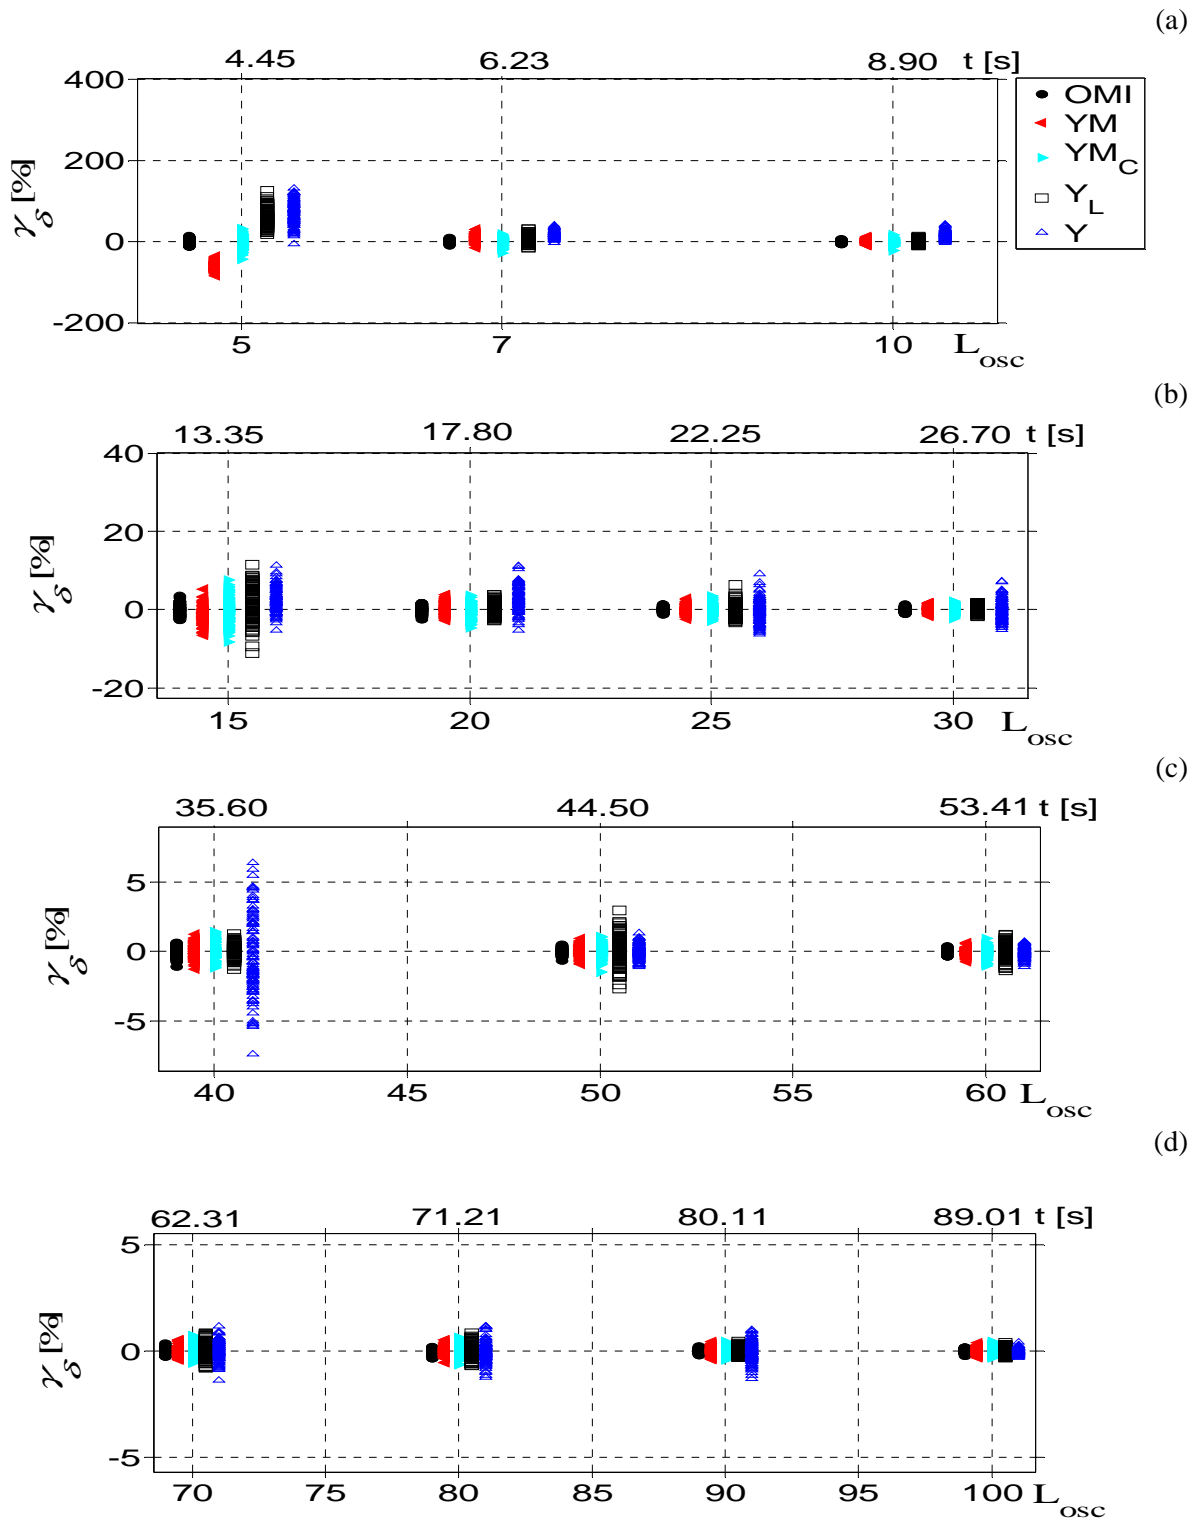 (a)
4.45 6.23 8.90 t [s]
400
200
0
-200
γδ [%]
5 7 10 Losc
OMI
YM
YMC
YL
Y
(b)
13.35 17.80 22.25 26.70 t [s]
40
20
0
-20
γδ [%]
15 20 25 30 Losc
(c)
35.60 44.50 53.41 t [s]
5
0
-5
γδ [%]
40 45 50 55 60 Losc
(d)
62.31 71.21 80.11 89.01 t [s]
5
0
-5
γδ [%]
70 75 80 85 90 95 100 Losc